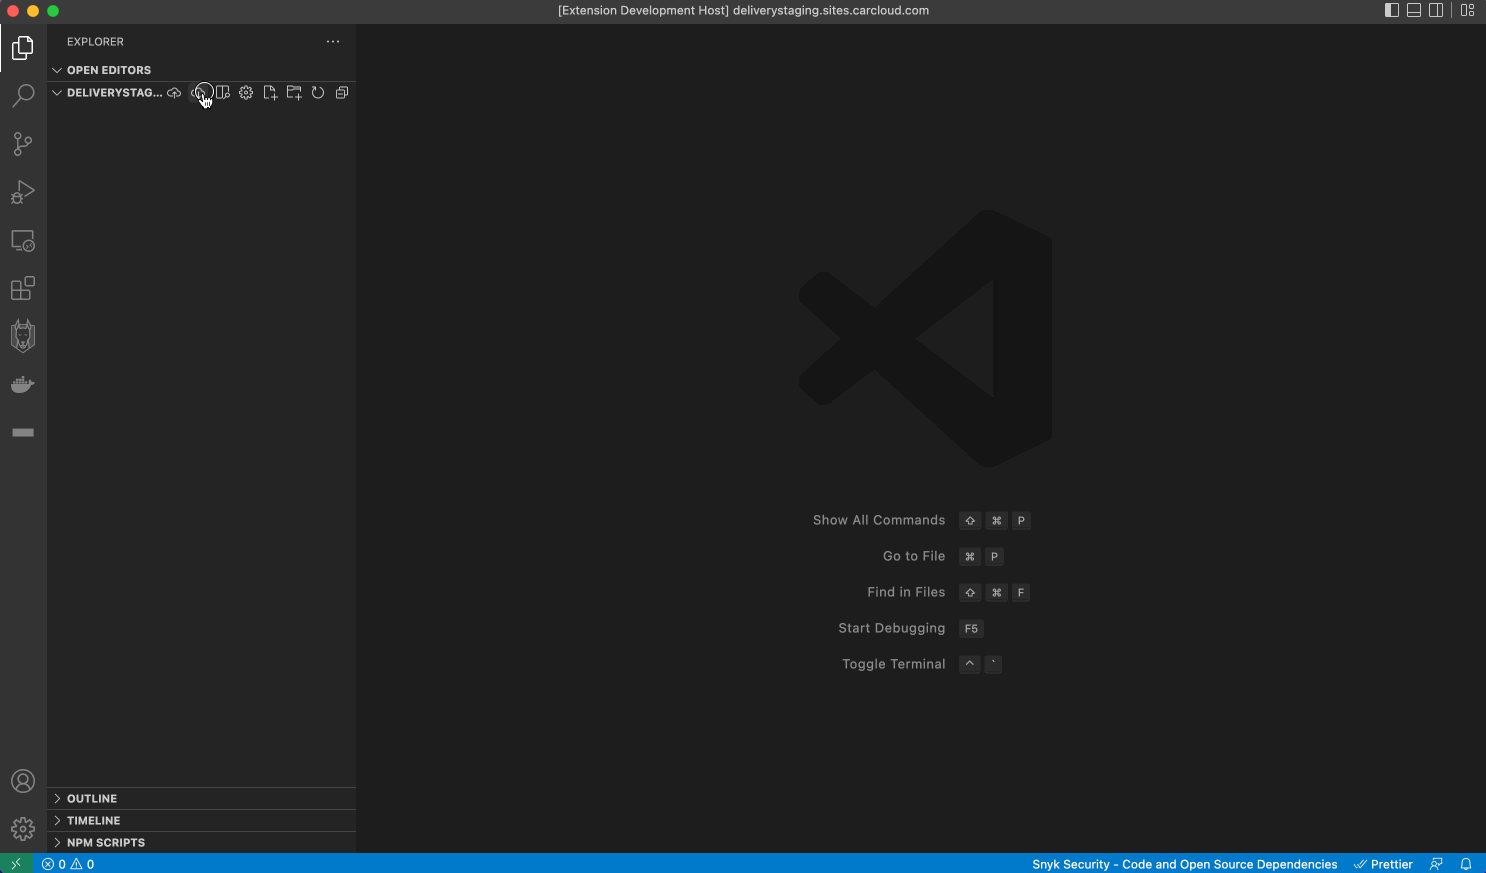 [Extension Development Host] deliverystaging.sites.carcloud.com
EXPLORER
OPEN EDITORS
DELIVERYSTAG...
Show All Commands ⇧ ⌘ P
Go to File ⌘ P
Find in Files ⇧ ⌘ F
Start Debugging F5
Toggle Terminal ^ `
OUTLINE
TIMELINE
NPM SCRIPTS
0 0 Snyk Security - Code and Open Source Dependencies Prettier